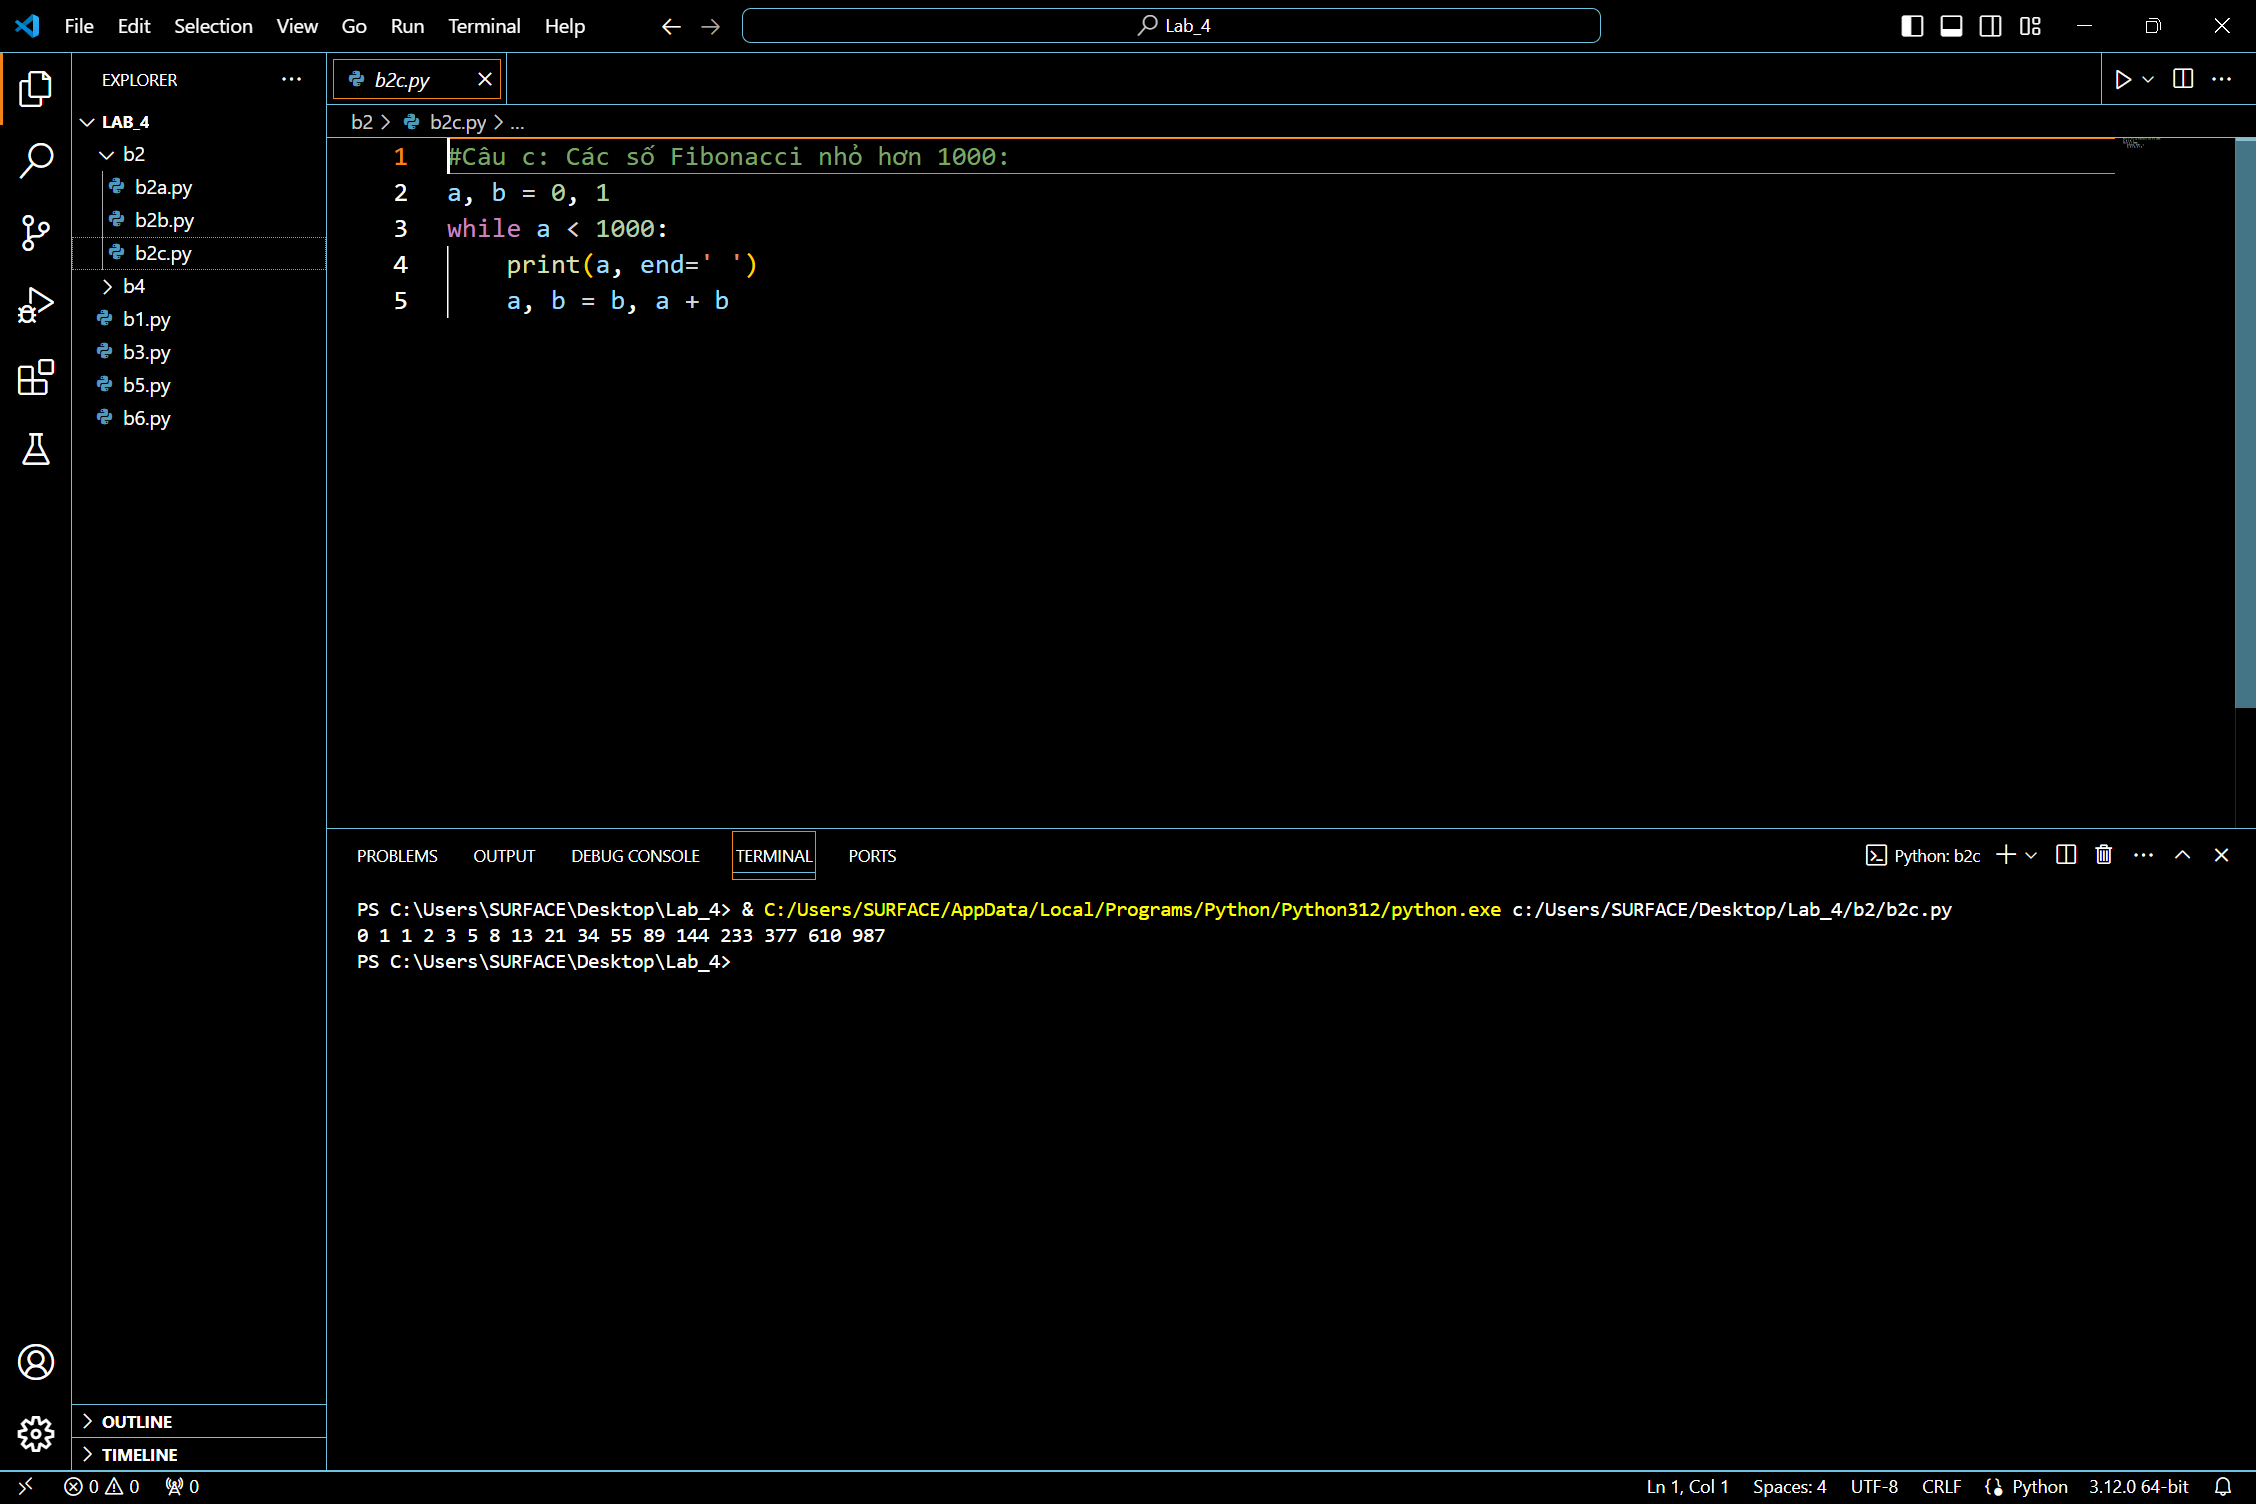 File Edit Selection View Go Run Terminal Help Lab_4
EXPLORER
LAB_4
b2
b2a.py
b2b.py
b2c.py
b4
b1.py
b3.py
b5.py
b6.py
OUTLINE
TIMELINE
b2c.py
b2 > b2c.py > ...
1 #Câu c: Các số Fibonacci nhỏ hơn 1000:
2 a, b = 0, 1
3 while a < 1000:
4     print(a, end=' ')
5     a, b = b, a + b
PROBLEMS OUTPUT DEBUG CONSOLE TERMINAL PORTS Python: b2c
PS C:\Users\SURFACE\Desktop\Lab_4> & C:/Users/SURFACE/AppData/Local/Programs/Python/Python312/python.exe c:/Users/SURFACE/Desktop/Lab_4/b2/b2c.py
0 1 1 2 3 5 8 13 21 34 55 89 144 233 377 610 987
PS C:\Users\SURFACE\Desktop\Lab_4>
0 0 0 Ln 1, Col 1 Spaces: 4 UTF-8 CRLF Python 3.12.0 64-bit